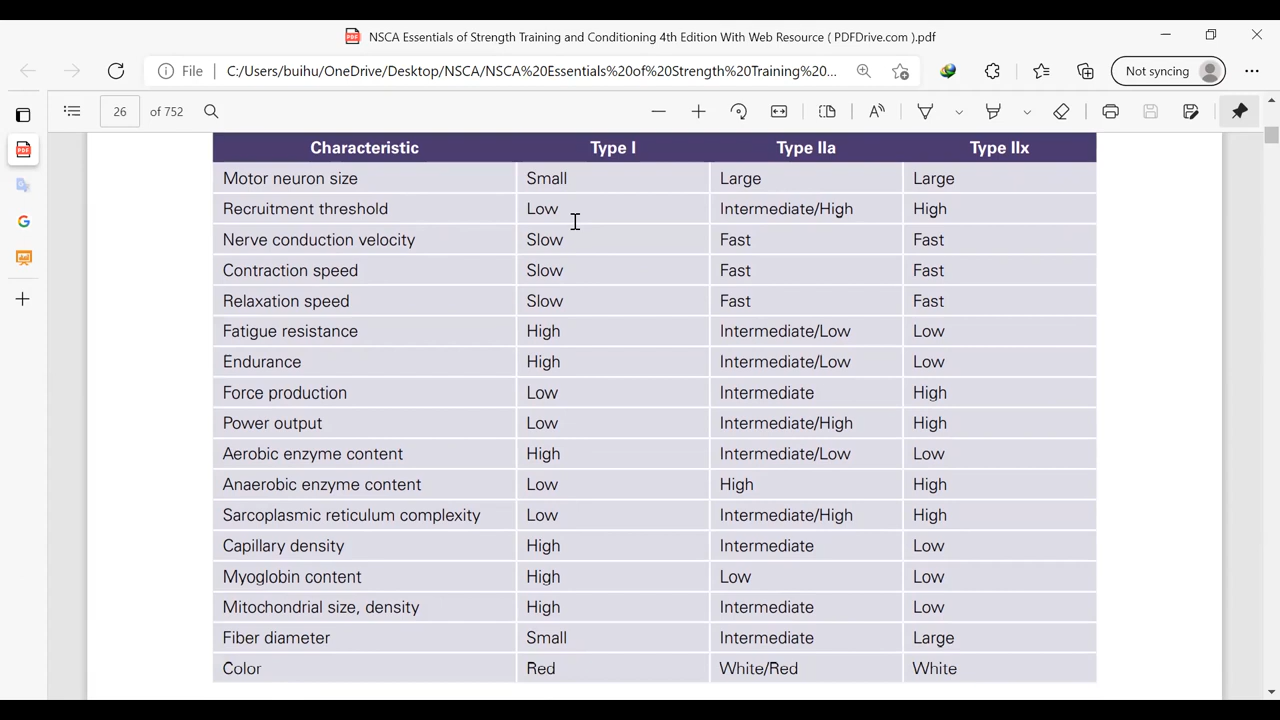 NSCA Essentials of Strength Training and Conditioning 4th Edition With Web Resource ( PDFDrive.com ).pdf
File C:/Users/buihu/OneDrive/Desktop/NSCA/NSCA%20Essentials%20of%20Strength%20Training%20... Not syncing
26 of 752
Characteristic Type I Type IIa Type IIx
Motor neuron size Small Large Large
Recruitment threshold Low Intermediate/High High
Nerve conduction velocity Slow Fast Fast
Contraction speed Slow Fast Fast
Relaxation speed Slow Fast Fast
Fatigue resistance High Intermediate/Low Low
Endurance High Intermediate/Low Low
Force production Low Intermediate High
Power output Low Intermediate/High High
Aerobic enzyme content High Intermediate/Low Low
Anaerobic enzyme content Low High High
Sarcoplasmic reticulum complexity Low Intermediate/High High
Capillary density High Intermediate Low
Myoglobin content High Low Low
Mitochondrial size, density High Intermediate Low
Fiber diameter Small Intermediate Large
Color Red White/Red White